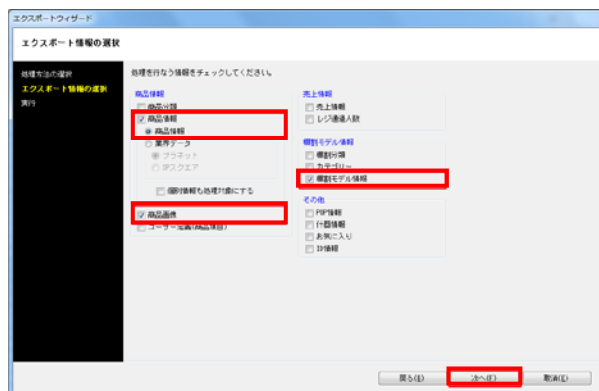 エクスポートウィザード
エクスポート情報の選択
処理方法の選択
エクスポート情報の選択
実行
処理を行なう情報をチェックしてください。
商品情報
商品分類
商品情報
商品情報
業界データ
プラネット
JPスクエア
個別情報も処理対象にする
商品画像
ユーザー定義(商品項目)
売上情報
売上情報
レジ通過人数
棚割モデル情報
棚割分類
カテゴリー
棚割モデル情報
その他
POP情報
什器情報
お気に入り
ID情報
戻る(B)
次へ(F)
取消(E)